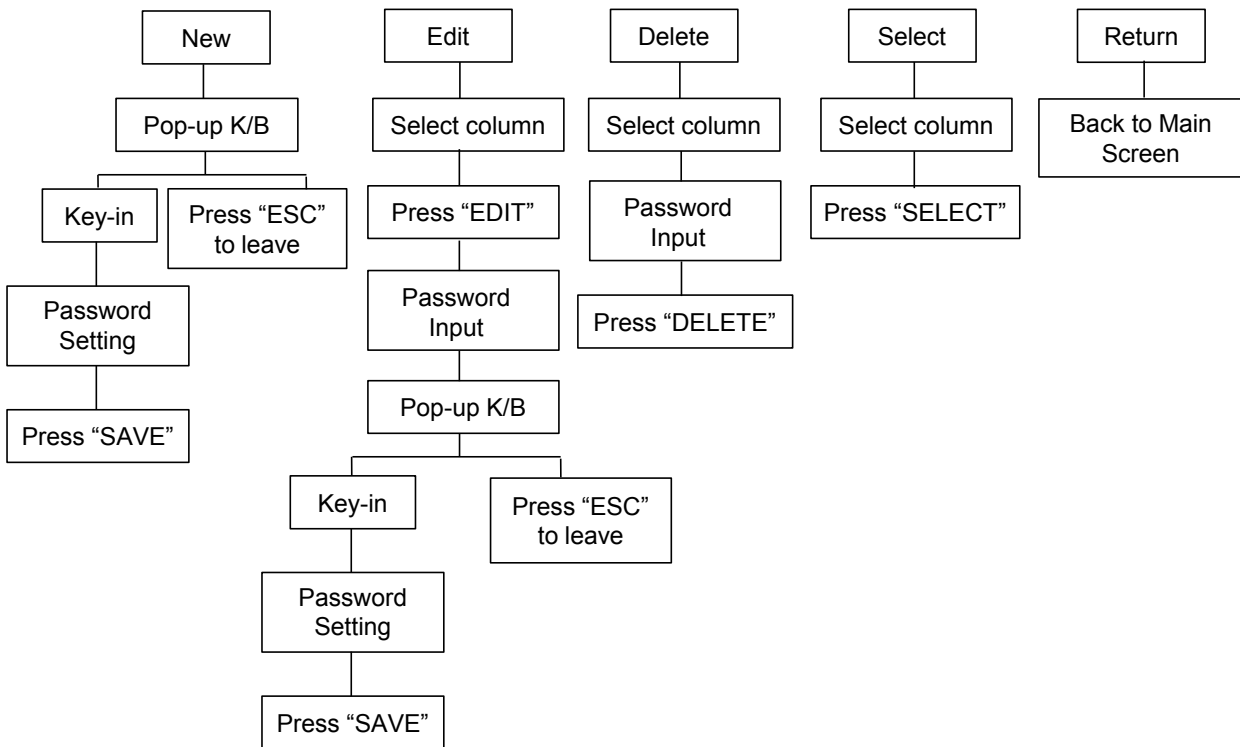 New
Pop-up K/B
Key-in
Press “ESC”
to leave
Password
Setting
Press “SAVE”
Edit
Select column
Press “EDIT”
Password
Input
Pop-up K/B
Key-in
Press “ESC”
to leave
Password
Setting
Press “SAVE”
Delete
Select column
Password
Input
Press “DELETE”
Select
Select column
Press “SELECT”
Return
Back to Main
Screen